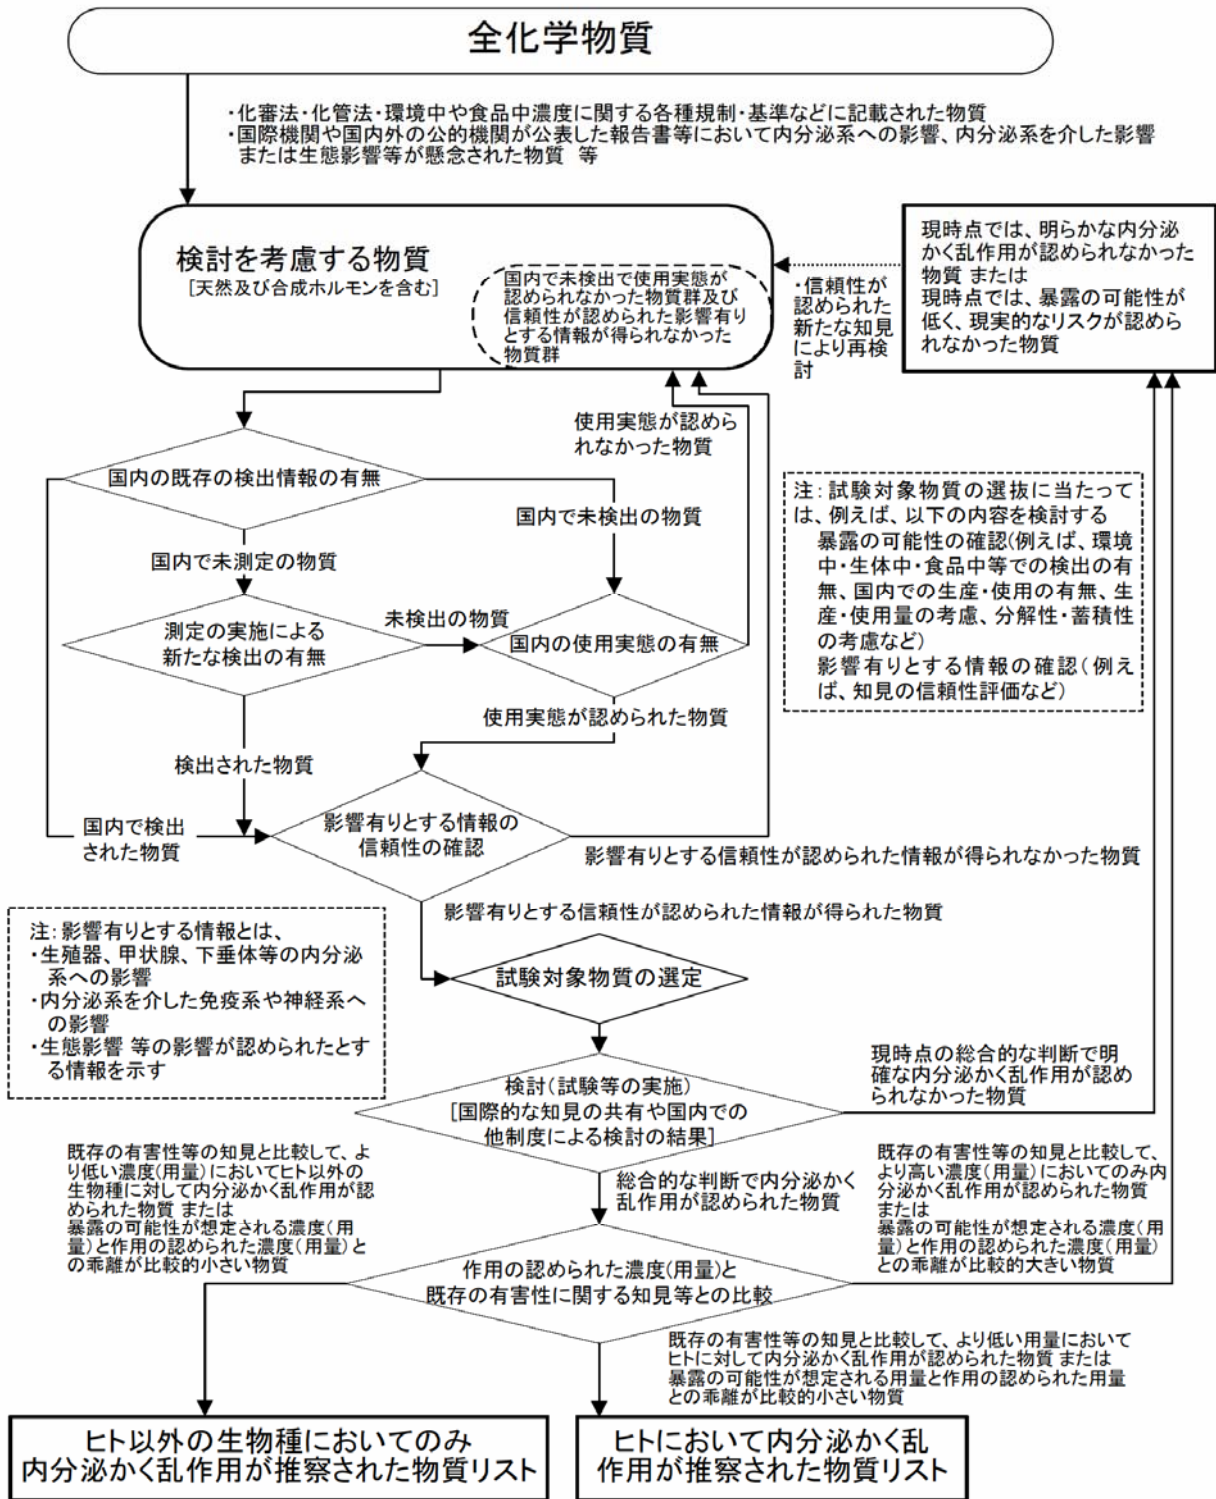 全化学物質
・化審法・化管法・環境中や食品中濃度に関する各種規制・基準などに記載された物質
・国際機関や国内外の公的機関が公表した報告書等において内分泌系への影響、内分泌系を介した影響
または生態影響等が懸念された物質 等
検討を考慮する物質
[天然及び合成ホルモンを含む]
国内で未検出で使用実態が
認められなかった物質群及び
信頼性が認められた影響有り
とする情報が得られなかった
物質群
・信頼性が
認められた
新たな知見
により再検
討
現時点では、明らかな内分泌
かく乱作用が認められなかった
物質 または
現時点では、暴露の可能性が
低く、現実的なリスクが認めら
れなかった物質
使用実態が認めら
れなかった物質
国内の既存の検出情報の有無
国内で未検出の物質
国内で未測定の物質
注：試験対象物質の選抜に当たって
は、例えば、以下の内容を検討する
暴露の可能性の確認(例えば、環境
中・生体中・食品中等での検出の有
無、国内での生産・使用の有無、生
産・使用量の考慮、分解性・蓄積性
の考慮など)
影響有りとする情報の確認(例え
ば、知見の信頼性評価など)
測定の実施による
新たな検出の有無
未検出の物質
国内の使用実態の有無
使用実態が認められた物質
検出された物質
国内で検出
された物質
影響有りとする情報の
信頼性の確認
影響有りとする信頼性が認められた情報が得られなかった物質
影響有りとする信頼性が認められた情報が得られた物質
注：影響有りとする情報とは、
・生殖器、甲状腺、下垂体等の内分泌
系への影響
・内分泌系を介した免疫系や神経系へ
の影響
・生態影響 等の影響が認められたとす
る情報を示す
試験対象物質の選定
検討(試験等の実施)
[国際的な知見の共有や国内での
他制度による検討の結果]
現時点の総合的な判断で明
確な内分泌かく乱作用が認め
られなかった物質
既存の有害性等の知見と比較して、よ
り低い濃度(用量)においてヒト以外の
生物種に対して内分泌かく乱作用が認
められた物質 または
暴露の可能性が想定される濃度(用
量)と作用の認められた濃度(用量)と
の乖離が比較的小さい物質
総合的な判断で内分泌かく
乱作用が認められた物質
既存の有害性等の知見と比較して、
より高い濃度(用量)においてのみ内
分泌かく乱作用が認められた物質
または
暴露の可能性が想定される濃度(用
量)と作用の認められた濃度(用量)
との乖離が比較的大きい物質
作用の認められた濃度(用量)と
既存の有害性に関する知見等との比較
既存の有害性等の知見と比較して、より低い用量において
ヒトに対して内分泌かく乱作用が認められた物質 または
暴露の可能性が想定される用量と作用の認められた用量
との乖離が比較的小さい物質
ヒト以外の生物種においてのみ
内分泌かく乱作用が推察された物質リスト
ヒトにおいて内分泌かく乱
作用が推察された物質リスト